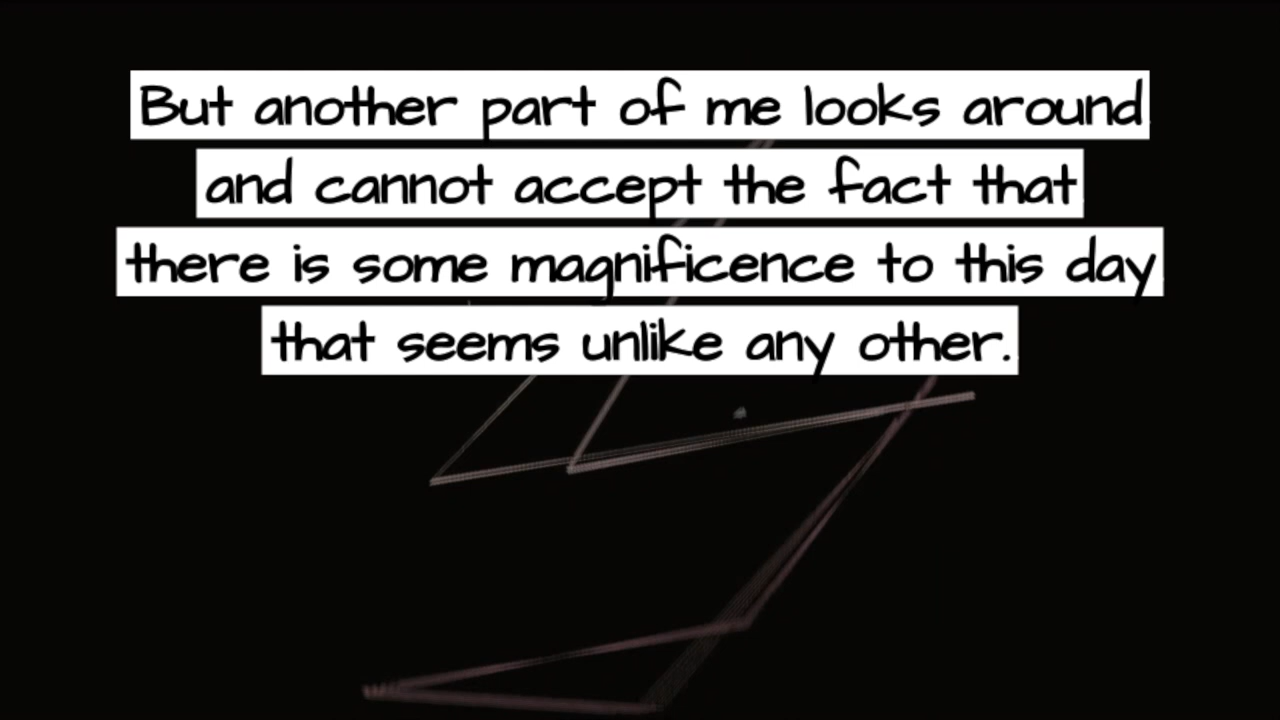 But another part of me looks around
and cannot accept the fact that
there is some magnificence to this day
that seems unlike any other.